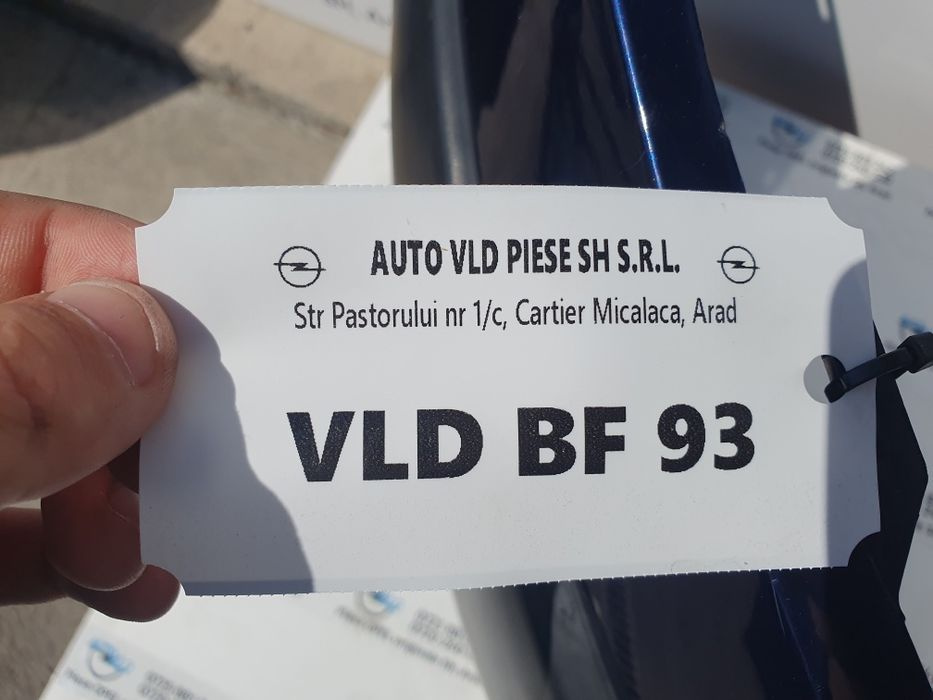 AUTO VLD PIESE SH S.R.L.
Str Pastorului nr 1/c, Cartier Micalaca, Arad
VLD BF 93